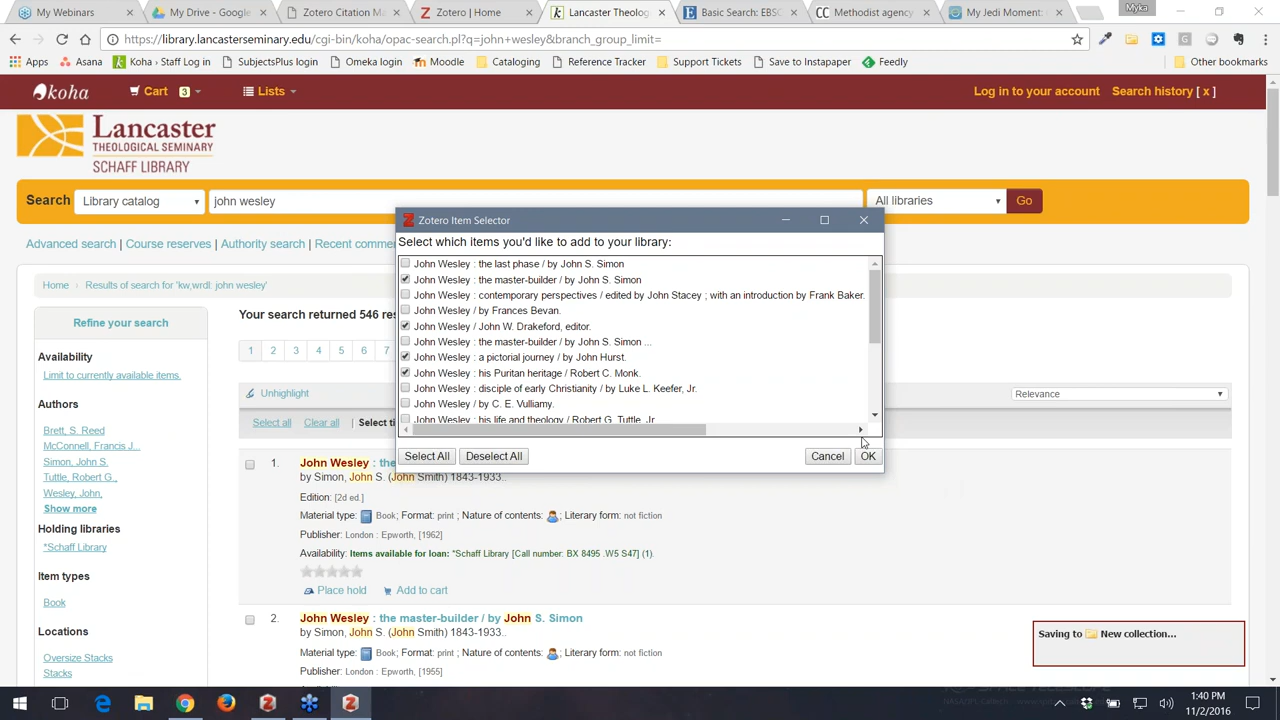 My Webinars
My Drive - Google
Zotero Citation Ma
Zotero | Home
Lancaster Theolog
Basic Search: EBSC
Methodist agency
My Jedi Moment: (
Myka
https://library.lancasterseminary.edu/cgi-bin/koha/opac-search.pl?q=john+wesley&branch_group_limit=
Apps Asana Koha › Staff Log in SubjectsPlus login Omeka login Moodle Cataloging Reference Tracker Support Tickets Save to Instapaper Feedly Other bookmarks
koha Cart 3 Lists Log in to your account Search history [ x ]
Lancaster
THEOLOGICAL SEMINARY
SCHAFF LIBRARY
Search Library catalog john wesley All libraries Go
Advanced search | Course reserves | Authority search | Recent comme
Zotero Item Selector
Select which items you'd like to add to your library:
John Wesley : the last phase / by John S. Simon
John Wesley : the master-builder / by John S. Simon
John Wesley : contemporary perspectives / edited by John Stacey ; with an introduction by Frank Baker.
John Wesley / by Frances Bevan.
John Wesley / John W. Drakeford, editor.
John Wesley : the master-builder / by John S. Simon ...
John Wesley : a pictorial journey / by John Hurst.
John Wesley : his Puritan heritage / Robert C. Monk.
John Wesley : disciple of early Christianity / by Luke L. Keefer, Jr.
John Wesley / by C. E. Vulliamy.
John Wesley : his life and theology / Robert G. Tuttle, Jr
Select All Deselect All Cancel OK
Home › Results of search for 'kw,wrdl: john wesley'
Refine your search
Availability
Limit to currently available items.
Authors
Brett, S. Reed
McConnell, Francis J...
Simon, John S.
Tuttle, Robert G.,
Wesley, John,
Show more
Holding libraries
*Schaff Library
Item types
Book
Locations
Oversize Stacks
Stacks
Your search returned 546 res
1 2 3 4 5 6 7
Unhighlight Relevance
Select all Clear all | Select ti
1. John Wesley : the
by Simon, John S. (John Smith) 1843-1933..
Edition: [2d ed.]
Material type: Book; Format: print ; Nature of contents: ; Literary form: not fiction
Publisher: London : Epworth, [1962]
Availability: Items available for loan: *Schaff Library [Call number: BX 8495 .W5 S47] (1).
Place hold Add to cart
2. John Wesley : the master-builder / by John S. Simon
by Simon, John S. (John Smith) 1843-1933..
Material type: Book; Format: print ; Nature of contents: ; Literary form: not fiction
Publisher: London : Epworth, [1955]
Saving to New collection...
1:40 PM
11/2/2016